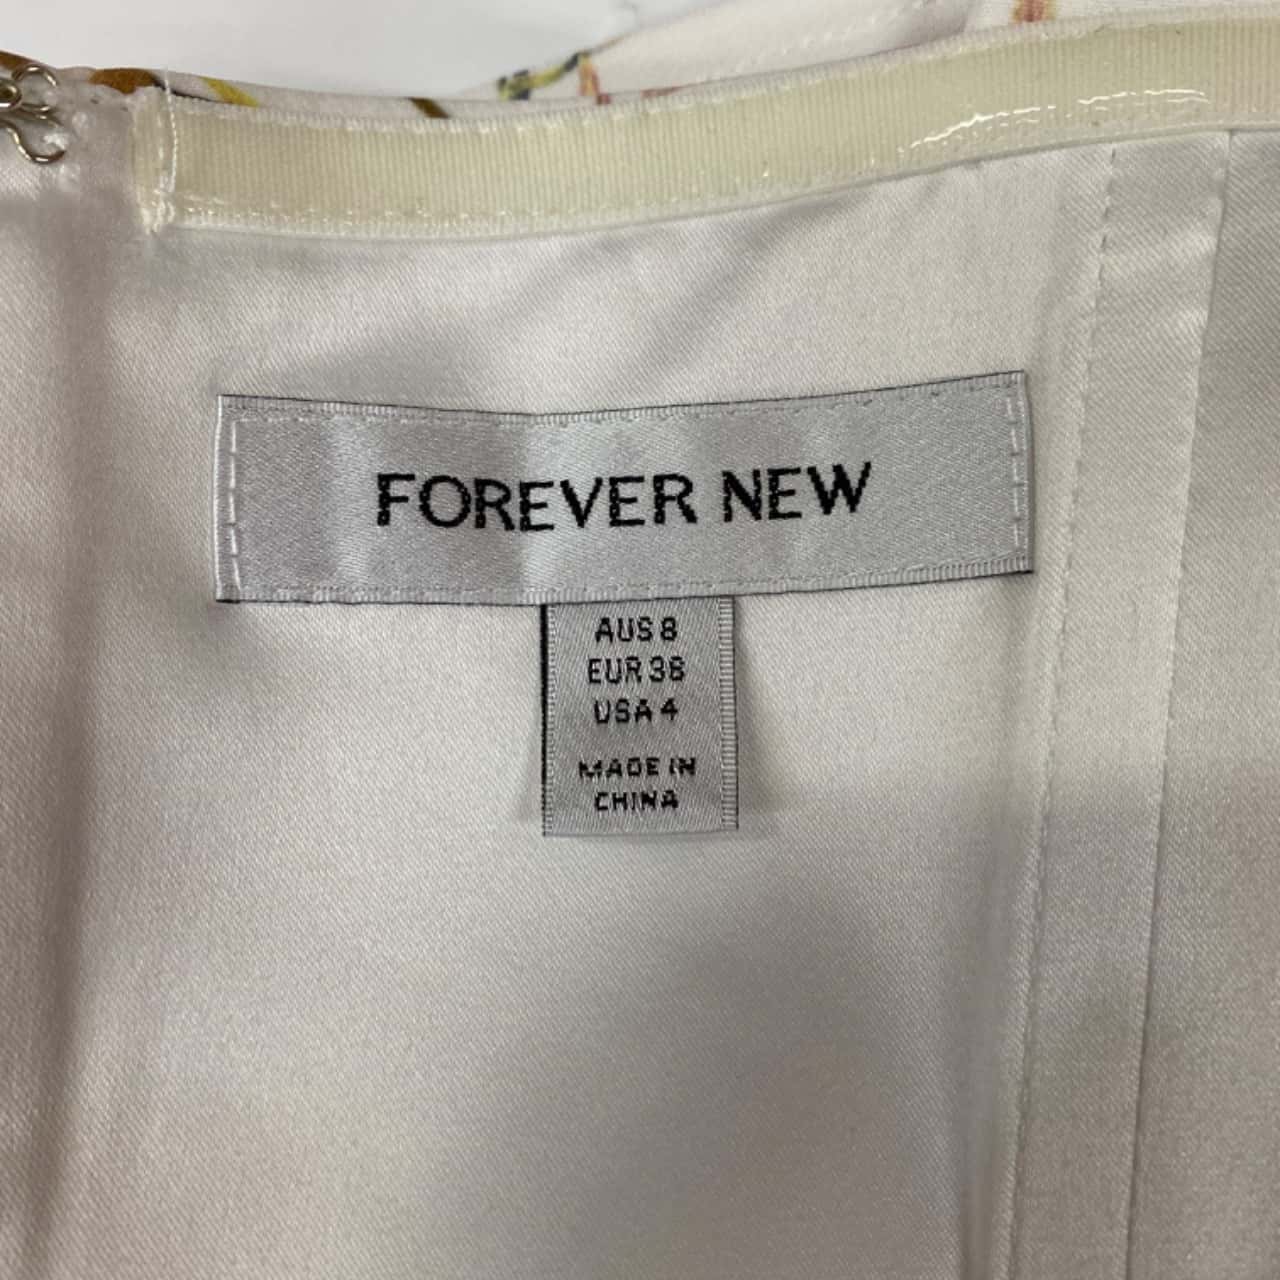 FOREVER NEW
AUS 8
EUR 38
USA 4
MADE IN
CHINA